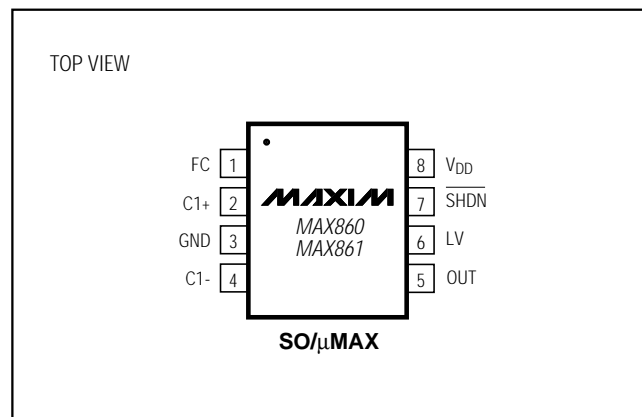 TOP VIEW
FC 1
8 VDD
C1+ 2
MAXIM
7 S̅H̅D̅N̅
GND 3
MAX860
MAX861
6 LV
C1- 4
5 OUT
SO/μMAX